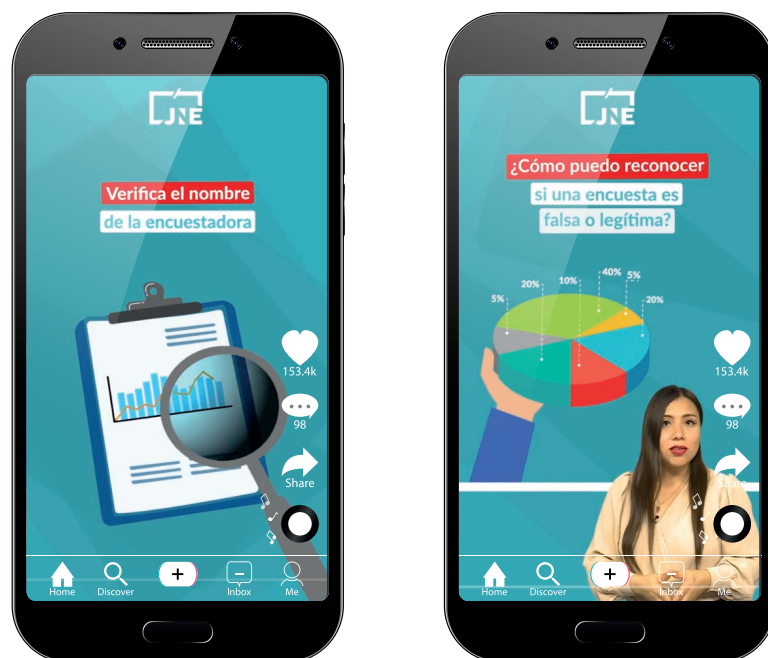 JNE
Verifica el nombre
de la encuestadora
153.4k
98
Share
Home
Discover
Inbox
Me
JNE
¿Cómo puedo reconocer
si una encuesta es
falsa o legítima?
5%
20%
10%
40%
5%
20%
153.4k
98
Share
Home
Discover
Inbox
Me